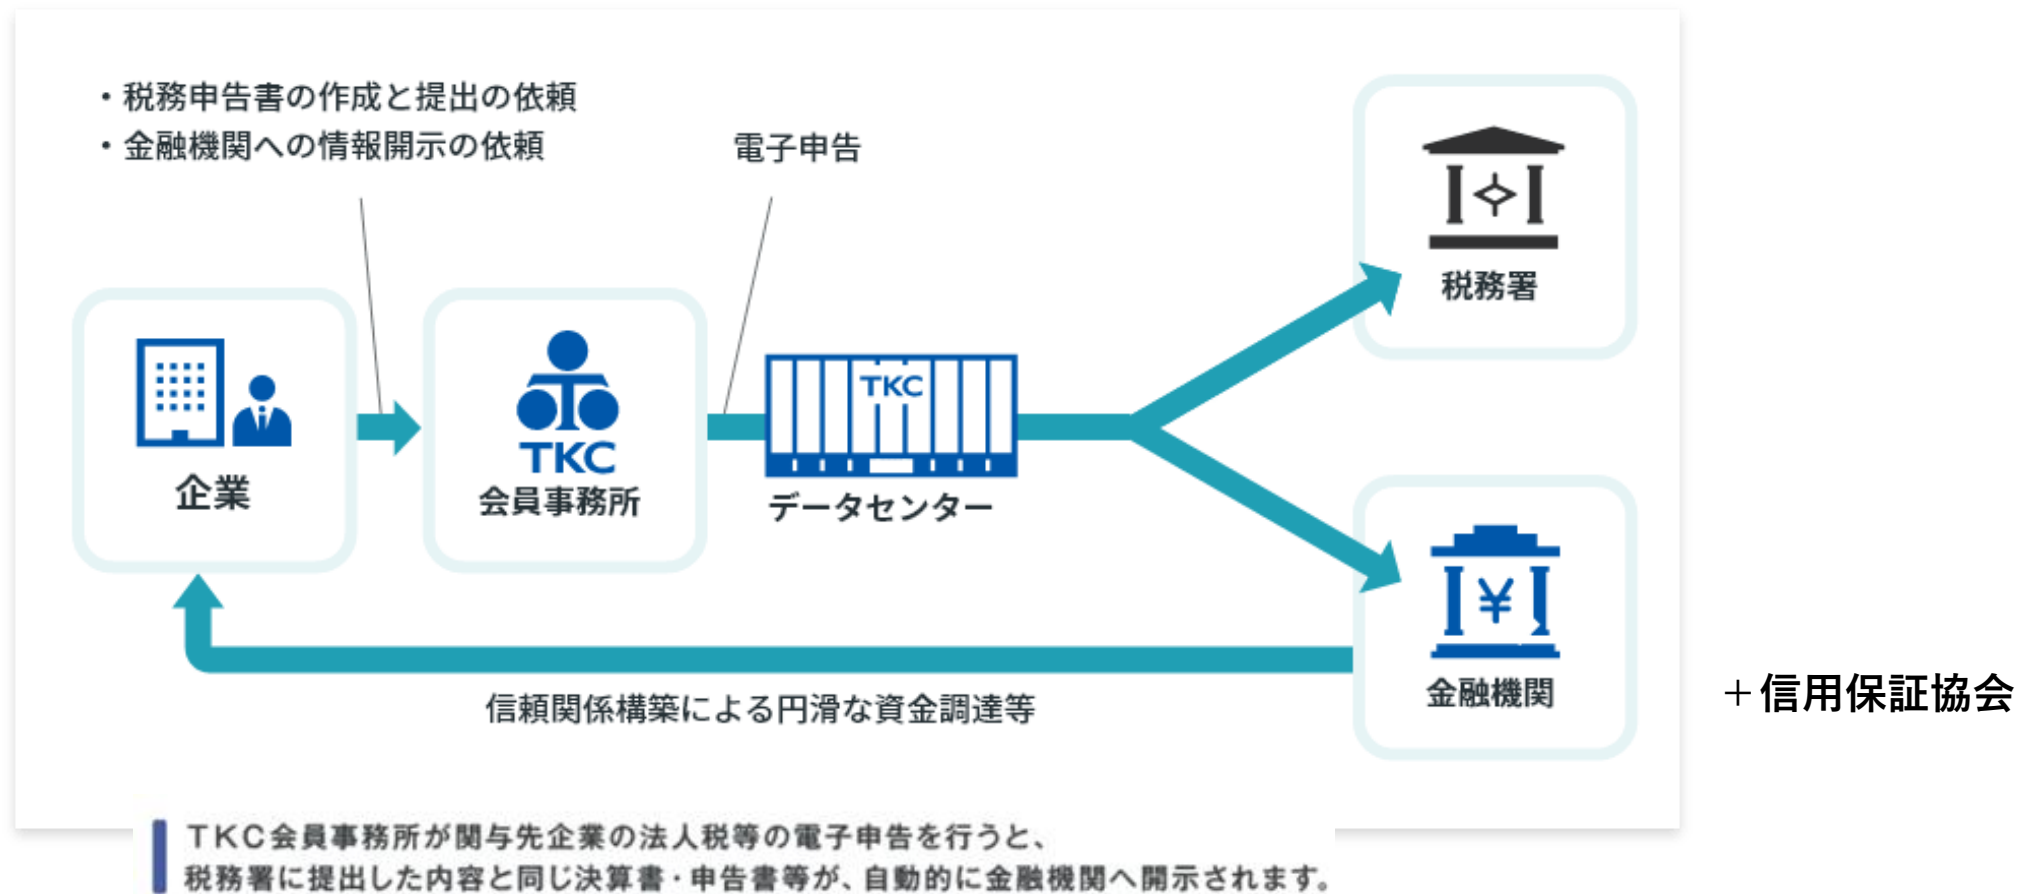 ・税務申告書の作成と提出の依頼
・金融機関への情報開示の依頼
電子申告
税務署
企業
TKC
会員事務所
TKC
データセンター
¥
金融機関
＋信用保証協会
信頼関係構築による円滑な資金調達等
TKC会員事務所が関与先企業の法人税等の電子申告を行うと、
税務署に提出した内容と同じ決算書・申告書等が、自動的に金融機関へ開示されます。